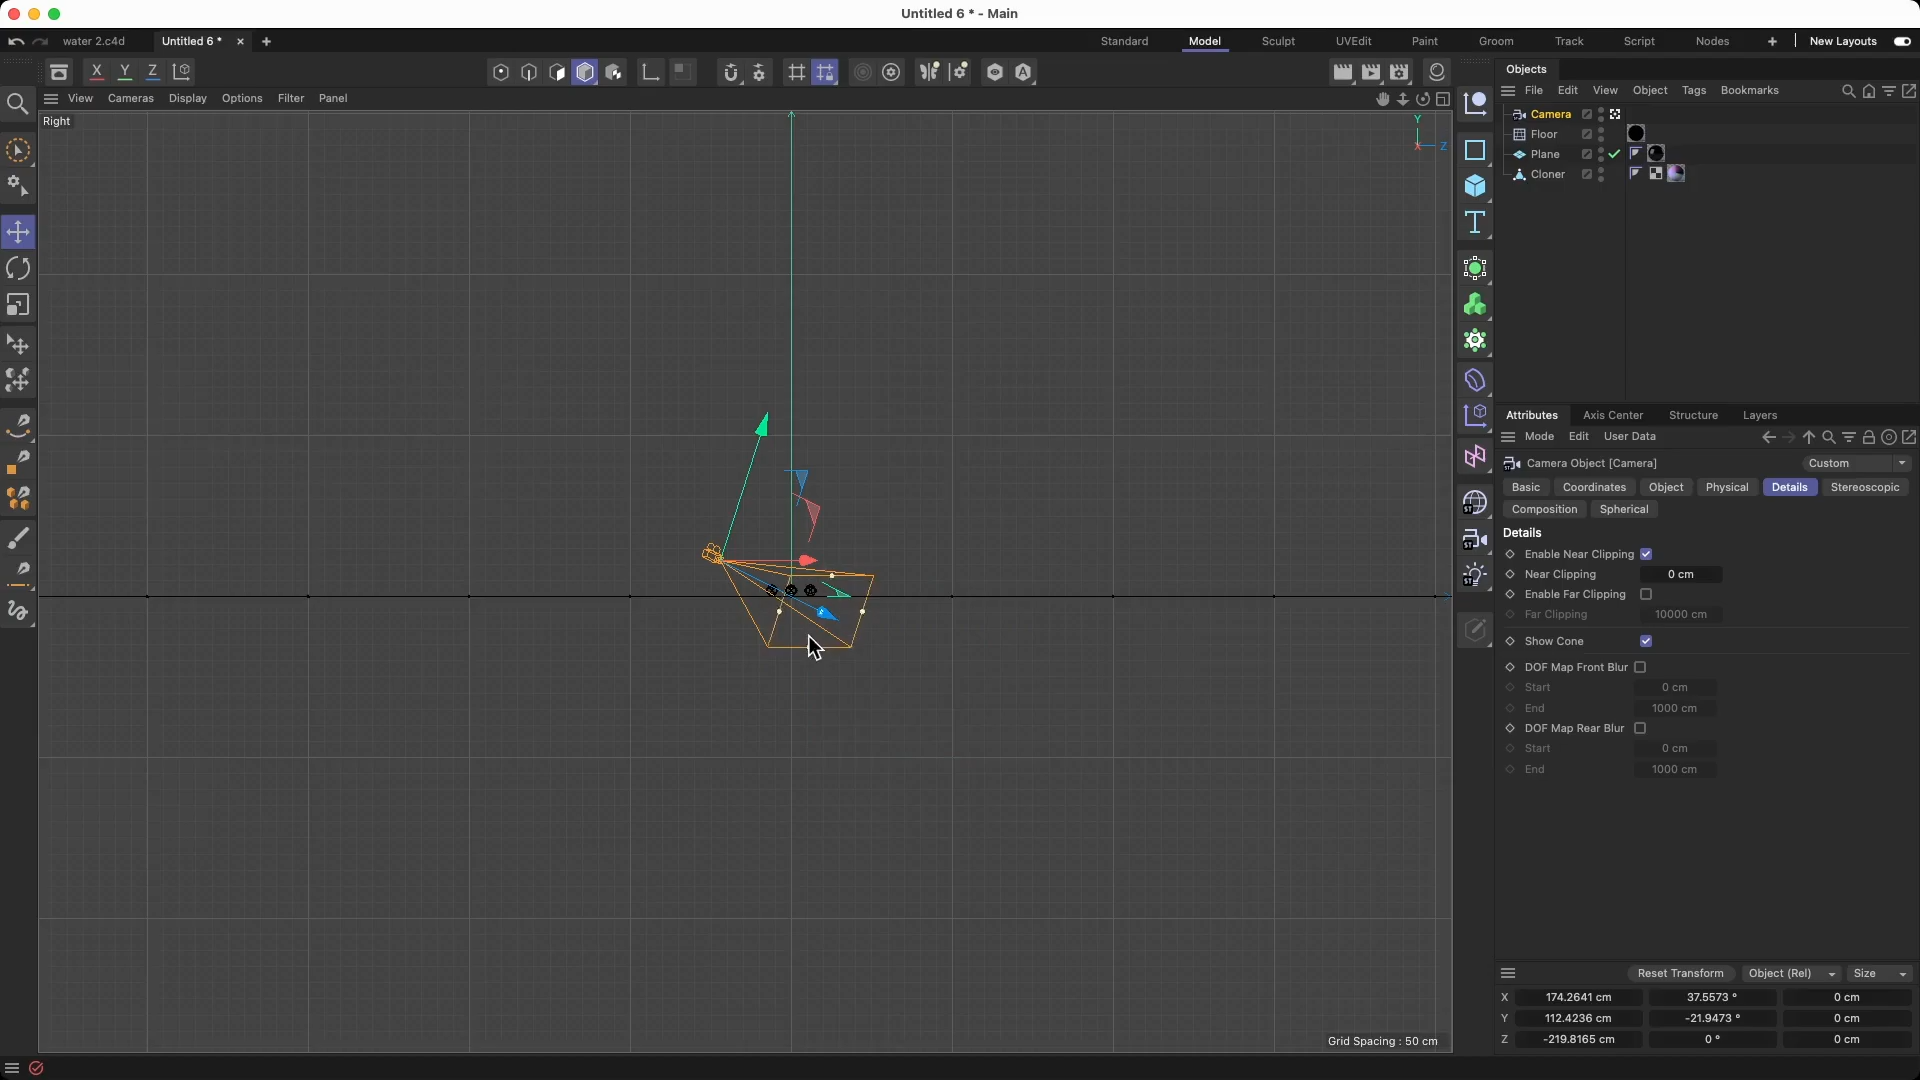 Untitled 6 * - Main
water 2.c4d
Untitled 6 *
Standard
Model
Sculpt
UVEdit
Paint
Groom
Track
Script
Nodes
New Layouts
X
Y
Z
View
Cameras
Display
Options
Filter
Panel
Right
Y
X
Z
Grid Spacing : 50 cm
Objects
File
Edit
View
Object
Tags
Bookmarks
Camera
Floor
Plane
Cloner
Attributes
Axis Center
Structure
Layers
Mode
Edit
User Data
Camera Object [Camera]
Custom
Basic
Coordinates
Object
Physical
Details
Stereoscopic
Composition
Spherical
Details
Enable Near Clipping
Near Clipping 0 cm
Enable Far Clipping
Far Clipping 10000 cm
Show Cone
DOF Map Front Blur
Start 0 cm
End 1000 cm
DOF Map Rear Blur
Start 0 cm
End 1000 cm
Reset Transform
Object (Rel)
Size
X 174.2641 cm 37.5573 ° 0 cm
Y 112.4236 cm -21.9473 ° 0 cm
Z -219.8165 cm 0 ° 0 cm
ST
ST
ST